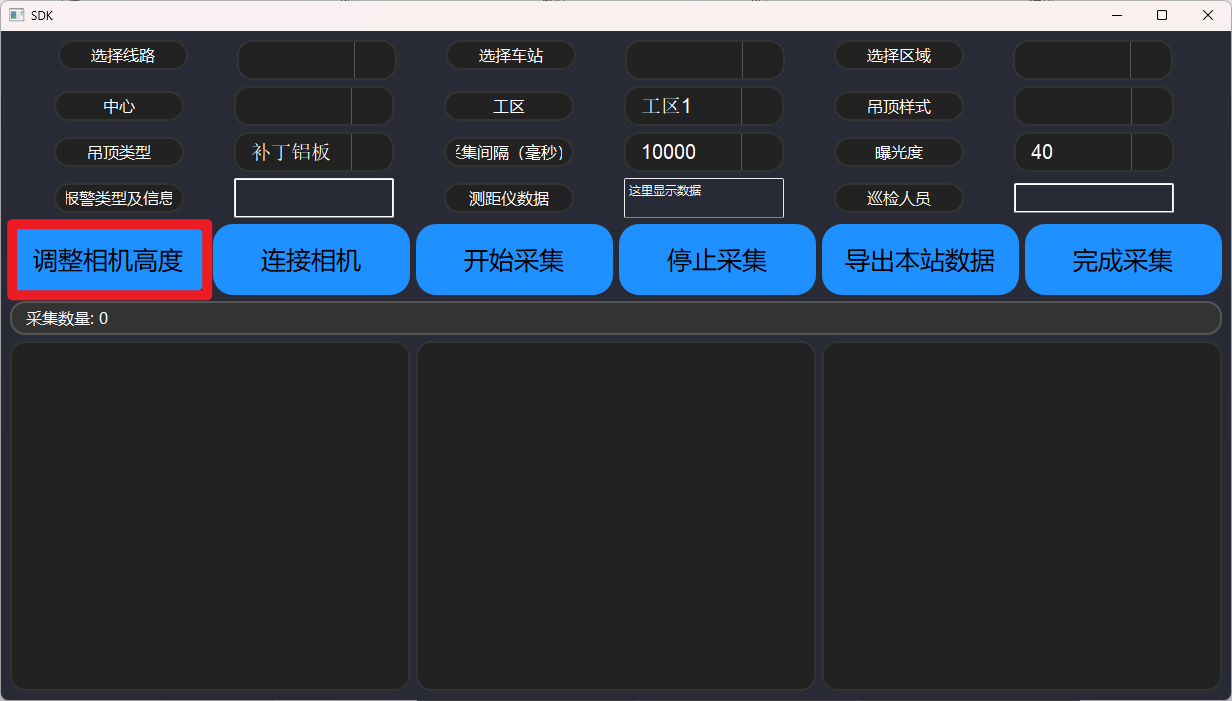 SDK
选择线路
选择车站
选择区域
中心
工区
工区1
吊顶样式
吊顶类型
补丁铝板
采集间隔（毫秒）
10000
曝光度
40
报警类型及信息
测距仪数据
这里显示数据
巡检人员
调整相机高度
连接相机
开始采集
停止采集
导出本站数据
完成采集
采集数量: 0